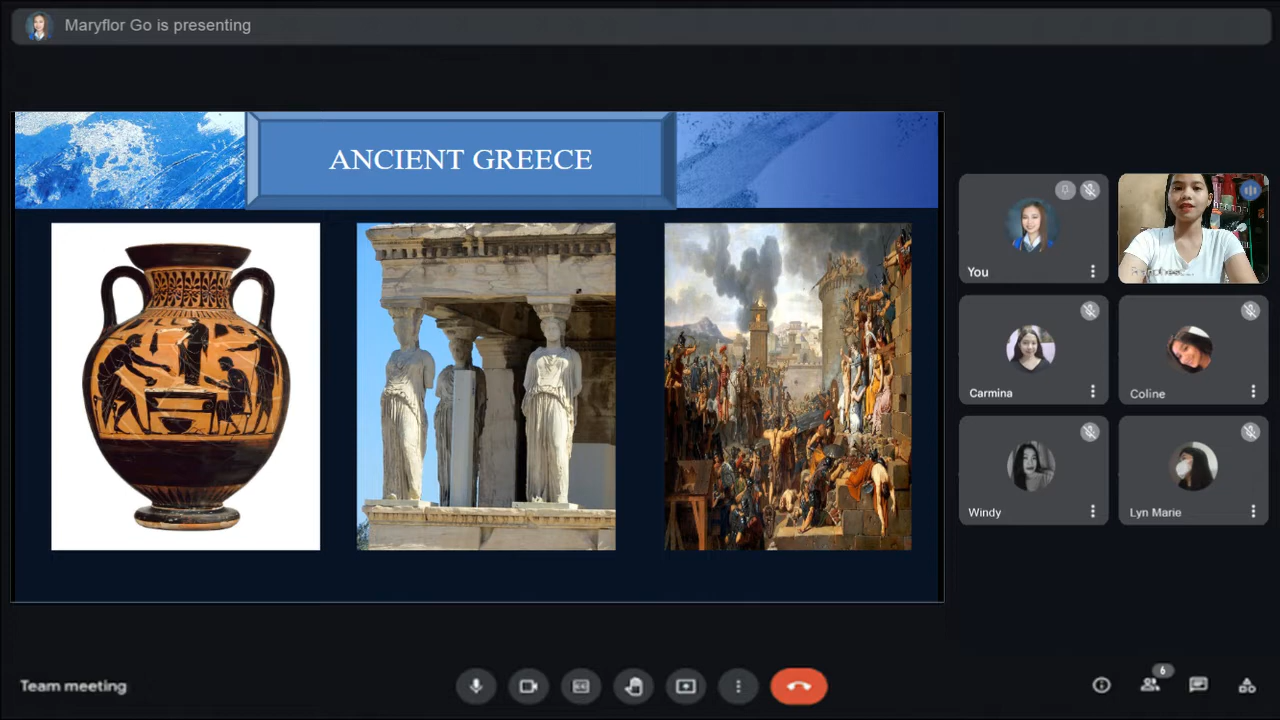 Maryflor Go is presenting
ANCIENT GREECE
You
Carmina
Coline
Windy
Lyn Marie
Team meeting
6